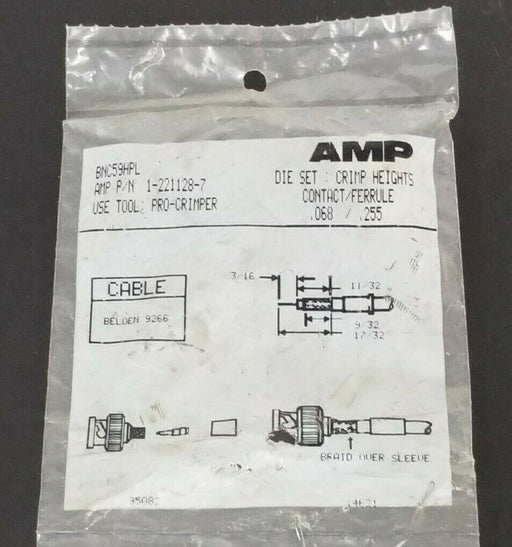 AMP
BNC59HPL
AMP P/N 1-221128-7
USE TOOL: PRO-CRIMPER
DIE SET : CRIMP HEIGHTS
CONTACT/FERRULE
.068 / .255
CABLE
BELDEN 9266
3/16
11/32
9/32
17/32
BRAID OVER SLEEVE